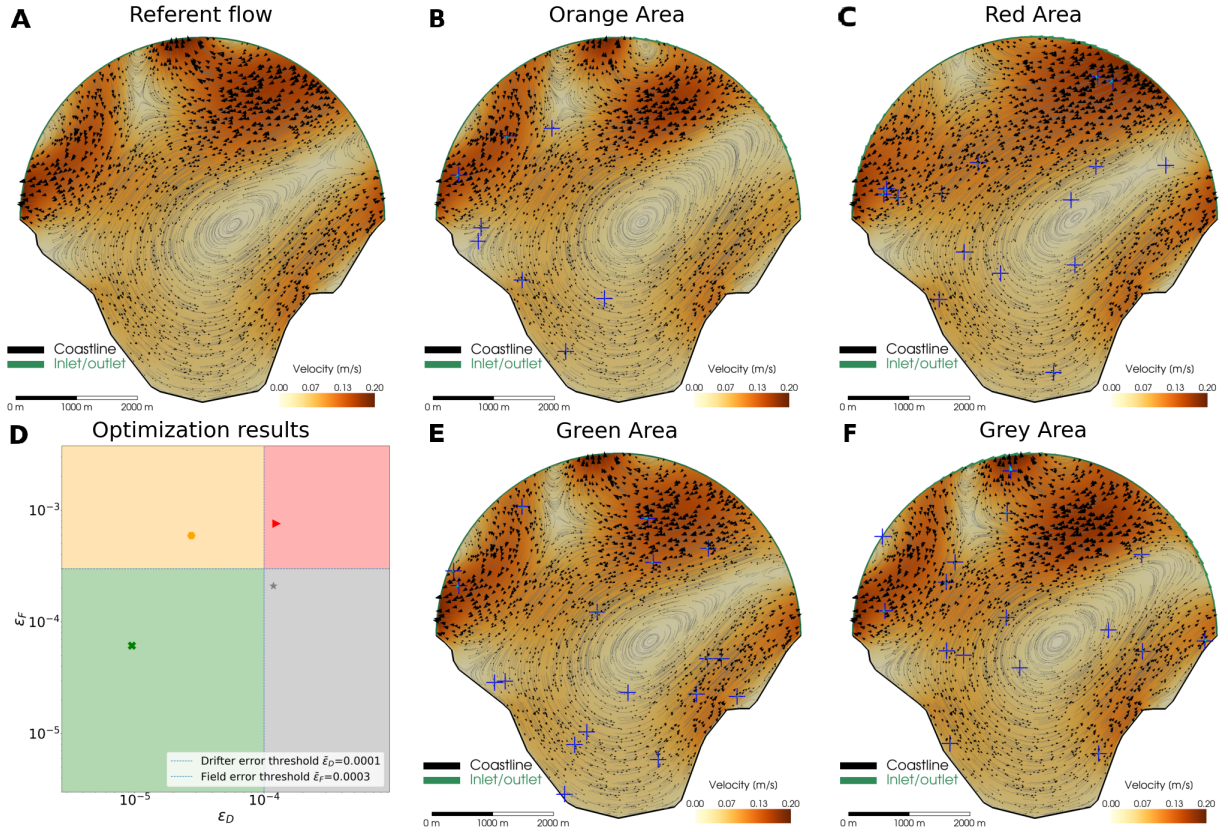 A
Referent flow
Coastline
Inlet/outlet
Velocity (m/s)
0.00 0.07 0.13 0.20
0 m 1000 m 2000 m
B
Orange Area
Coastline
Inlet/outlet
Velocity (m/s)
0.00 0.07 0.13 0.20
0 m 1000 m 2000 m
C
Red Area
Coastline
Inlet/outlet
Velocity (m/s)
0.00 0.07 0.13 0.20
0 m 1000 m 2000 m
D
Optimization results
10⁻³
10⁻⁴
10⁻⁵
ε_F
Drifter error threshold ε̄_D=0.0001
Field error threshold ε̄_F=0.0003
10⁻⁵ 10⁻⁴
ε_D
E
Green Area
Coastline
Inlet/outlet
Velocity (m/s)
0.00 0.07 0.13 0.20
0 m 1000 m 2000 m
F
Grey Area
Coastline
Inlet/outlet
Velocity (m/s)
0.00 0.07 0.13 0.20
0 m 1000 m 2000 m